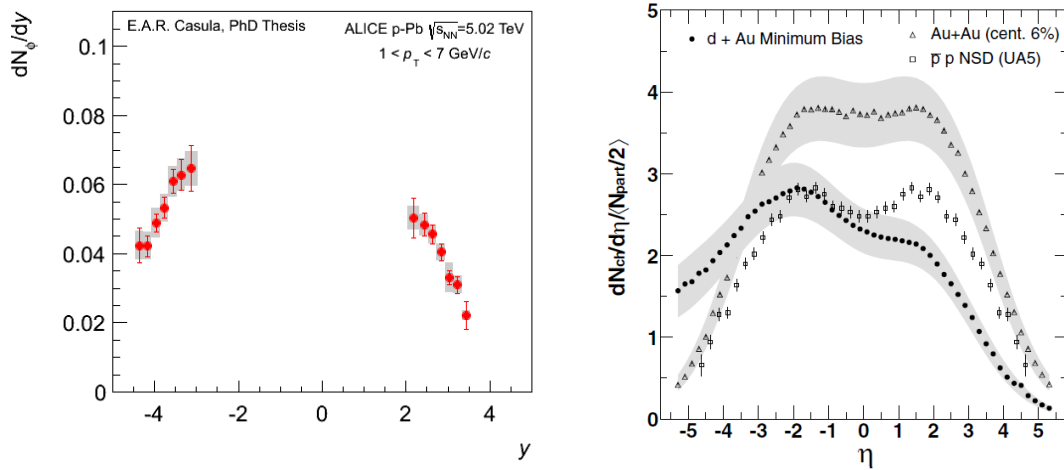 E.A.R. Casula, PhD Thesis
ALICE p-Pb √sNN=5.02 TeV
1 < pT < 7 GeV/c
dNϕ/dy
0.1
0.08
0.06
0.04
0.02
0
-4 -2 0 2 4
y
d + Au Minimum Bias
Au+Au (cent. 6%)
p̅ p NSD (UA5)
dNch/dη/⟨Npart/2⟩
4
3
2
1
0
-5 -4 -3 -2 -1 0 1 2 3 4 5
η